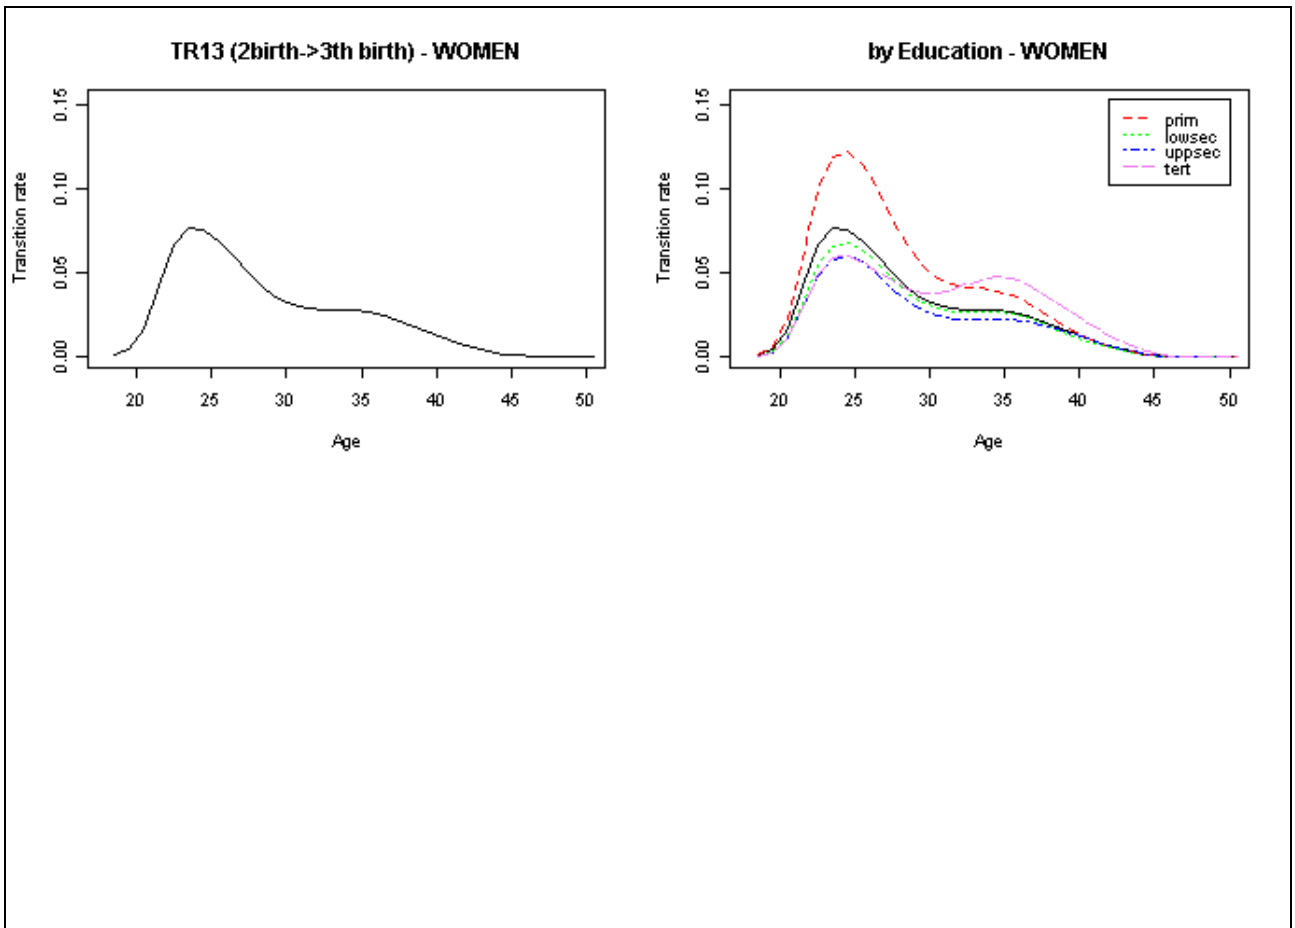 TR13 (2birth->3th birth) - WOMEN
Transition rate
0.15
0.10
0.05
0.00
20 25 30 35 40 45 50
Age
by Education - WOMEN
Transition rate
0.15
0.10
0.05
0.00
prim
lowsec
uppsec
tert
20 25 30 35 40 45 50
Age